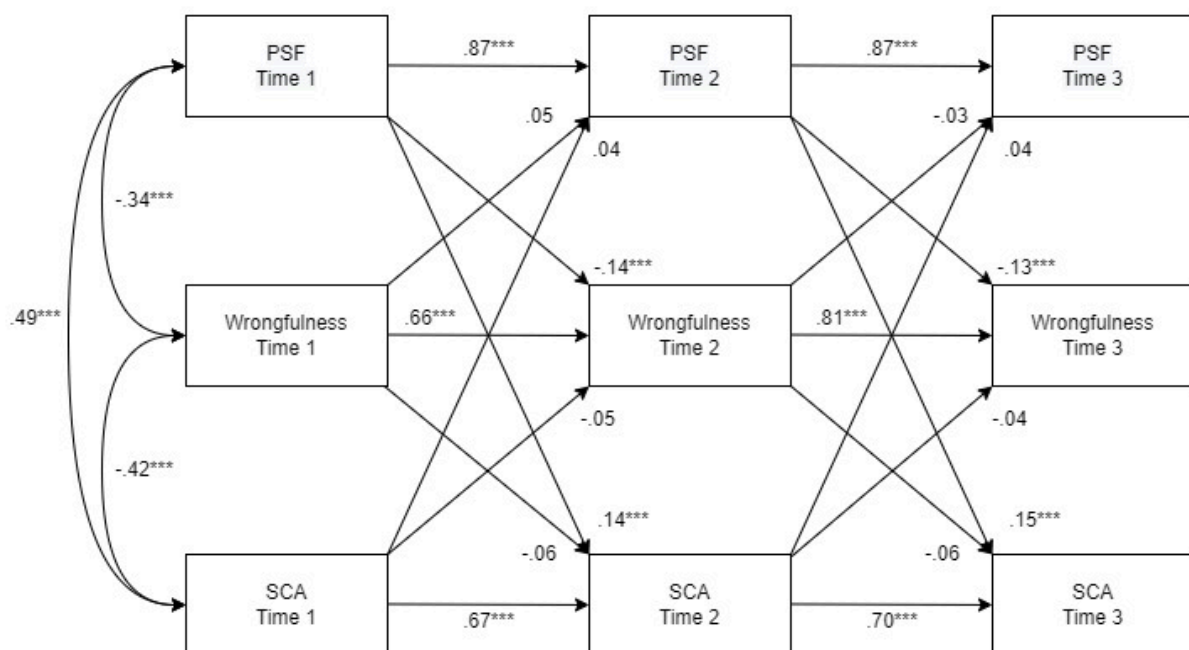 PSF
Time 1
.87***
PSF
Time 2
.87***
PSF
Time 3
.05
.04
-.03
.04
-.34***
-.14***
-.13***
.49***
Wrongfulness
Time 1
.66***
Wrongfulness
Time 2
.81***
Wrongfulness
Time 3
-.05
-.04
-.42***
.14***
-.06
.15***
-.06
SCA
Time 1
.67***
SCA
Time 2
.70***
SCA
Time 3